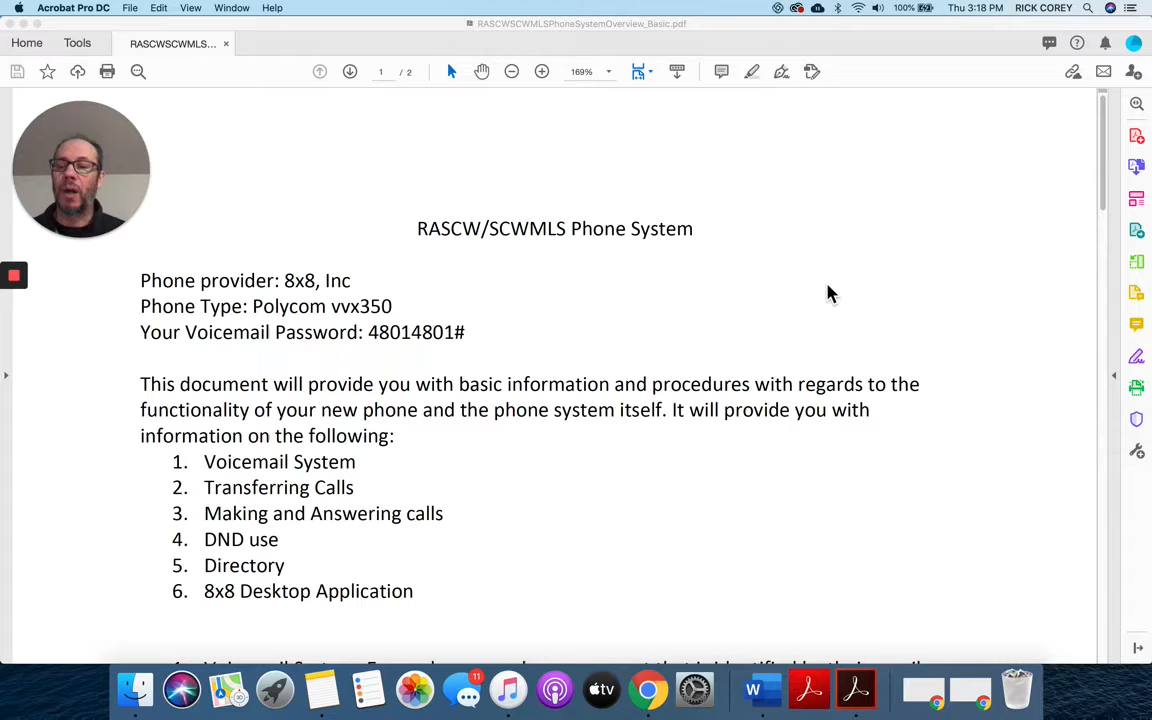 Acrobat Pro DC File Edit View Window Help 100% Thu 3:18 PM RICK COREY
RASCWSCWMLSPhoneSystemOverview_Basic.pdf
Home Tools RASCWSCWMLS... ×
1 / 2 169%
RASCW/SCWMLS Phone System
Phone provider: 8x8, Inc
Phone Type: Polycom vvx350
Your Voicemail Password: 48014801#
This document will provide you with basic information and procedures with regards to the
functionality of your new phone and the phone system itself. It will provide you with
information on the following:
1. Voicemail System
2. Transferring Calls
3. Making and Answering calls
4. DND use
5. Directory
6. 8x8 Desktop Application
11
tv
W